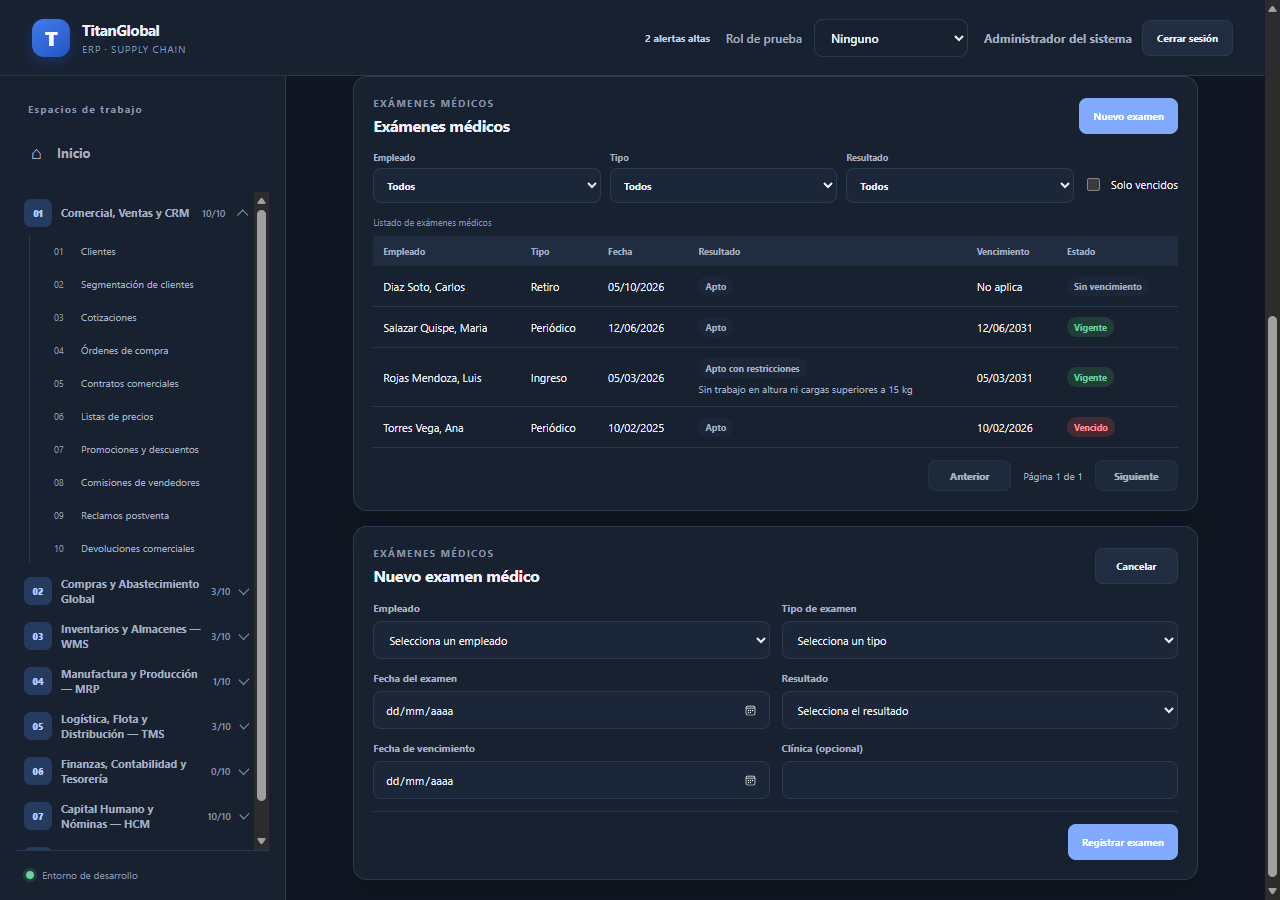 T
TitanGlobal
ERP · SUPPLY CHAIN
2 alertas altas
Rol de prueba
Ninguno
Administrador del sistema
Cerrar sesión
Espacios de trabajo
Inicio
01 Comercial, Ventas y CRM 10/10
01 Clientes
02 Segmentación de clientes
03 Cotizaciones
04 Órdenes de compra
05 Contratos comerciales
06 Listas de precios
07 Promociones y descuentos
08 Comisiones de vendedores
09 Reclamos postventa
10 Devoluciones comerciales
02 Compras y Abastecimiento
Global 3/10
03 Inventarios y Almacenes —
WMS 3/10
04 Manufactura y Producción
— MRP 1/10
05 Logística, Flota y
Distribución — TMS 3/10
06 Finanzas, Contabilidad y
Tesorería 0/10
07 Capital Humano y
Nóminas — HCM 10/10
Entorno de desarrollo
EXÁMENES MÉDICOS
Exámenes médicos
Nuevo examen
Empleado Tipo Resultado
Todos Todos Todos Solo vencidos
Listado de exámenes médicos
Empleado Tipo Fecha Resultado Vencimiento Estado
Diaz Soto, Carlos Retiro 05/10/2026 Apto No aplica Sin vencimiento
Salazar Quispe, Maria Periódico 12/06/2026 Apto 12/06/2031 Vigente
Rojas Mendoza, Luis Ingreso 05/03/2026 Apto con restricciones 05/03/2031 Vigente
Sin trabajo en altura ni cargas superiores a 15 kg
Torres Vega, Ana Periódico 10/02/2025 Apto 10/02/2026 Vencido
Anterior Página 1 de 1 Siguiente
EXÁMENES MÉDICOS
Nuevo examen médico
Cancelar
Empleado Tipo de examen
Selecciona un empleado Selecciona un tipo
Fecha del examen Resultado
dd/mm/aaaa Selecciona el resultado
Fecha de vencimiento Clínica (opcional)
dd/mm/aaaa
Registrar examen